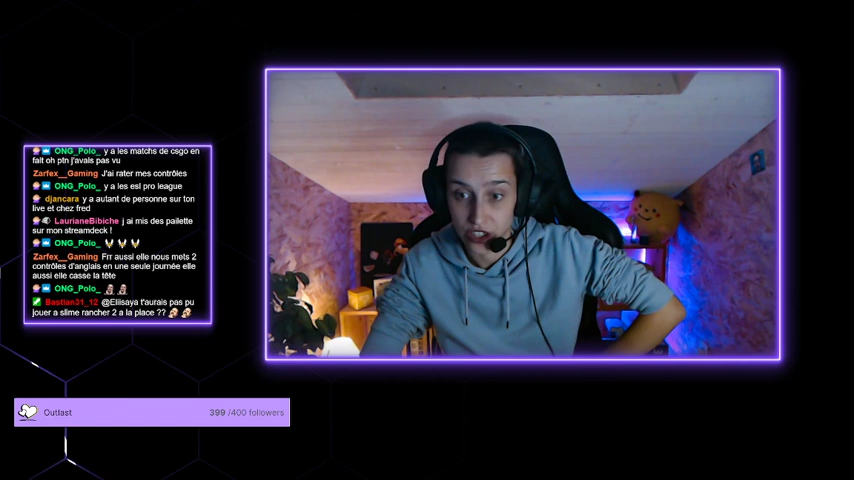 ONG_Polo_ y a les matchs de csgo en
fait oh ptn j'avais pas vu
Zarfex__Gaming J'ai rater mes contrôles
ONG_Polo_ y a les esl pro league
djancara y a autant de personne sur ton
live et chez fred
LaurianeBibiche j ai mis des pailette
sur mon streamdeck !
ONG_Polo_
Zarfex__Gaming Frr aussi elle nous mets 2
contrôles d'anglais en une seule journée elle
aussi elle casse la tête
ONG_Polo_
Bastian31_12 @Eliisaya t'aurais pas pu
jouer a slime rancher 2 a la place ??
Outlast 399 /400 followers